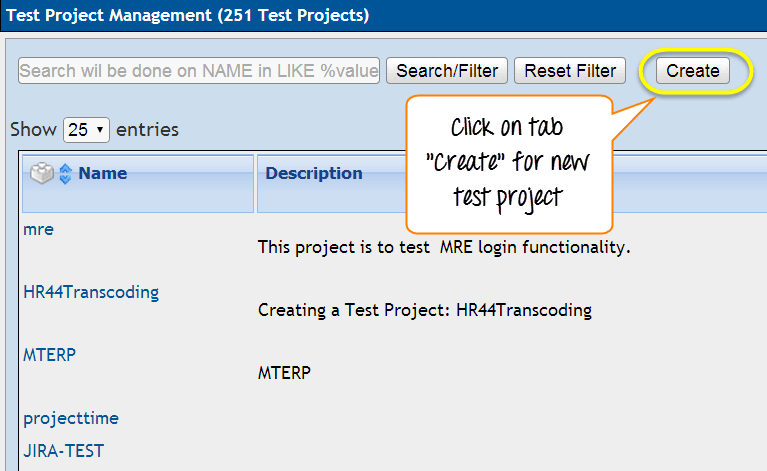 Test Project Management (251 Test Projects)
Search wil be done on NAME in LIKE %value
Search/Filter
Reset Filter
Create
Click on tab
"Create" for new
test project
Show 25 entries
Name
Description
mre
This project is to test MRE login functionality.
HR44Transcoding
Creating a Test Project: HR44Transcoding
MTERP
MTERP
projecttime
JIRA-TEST